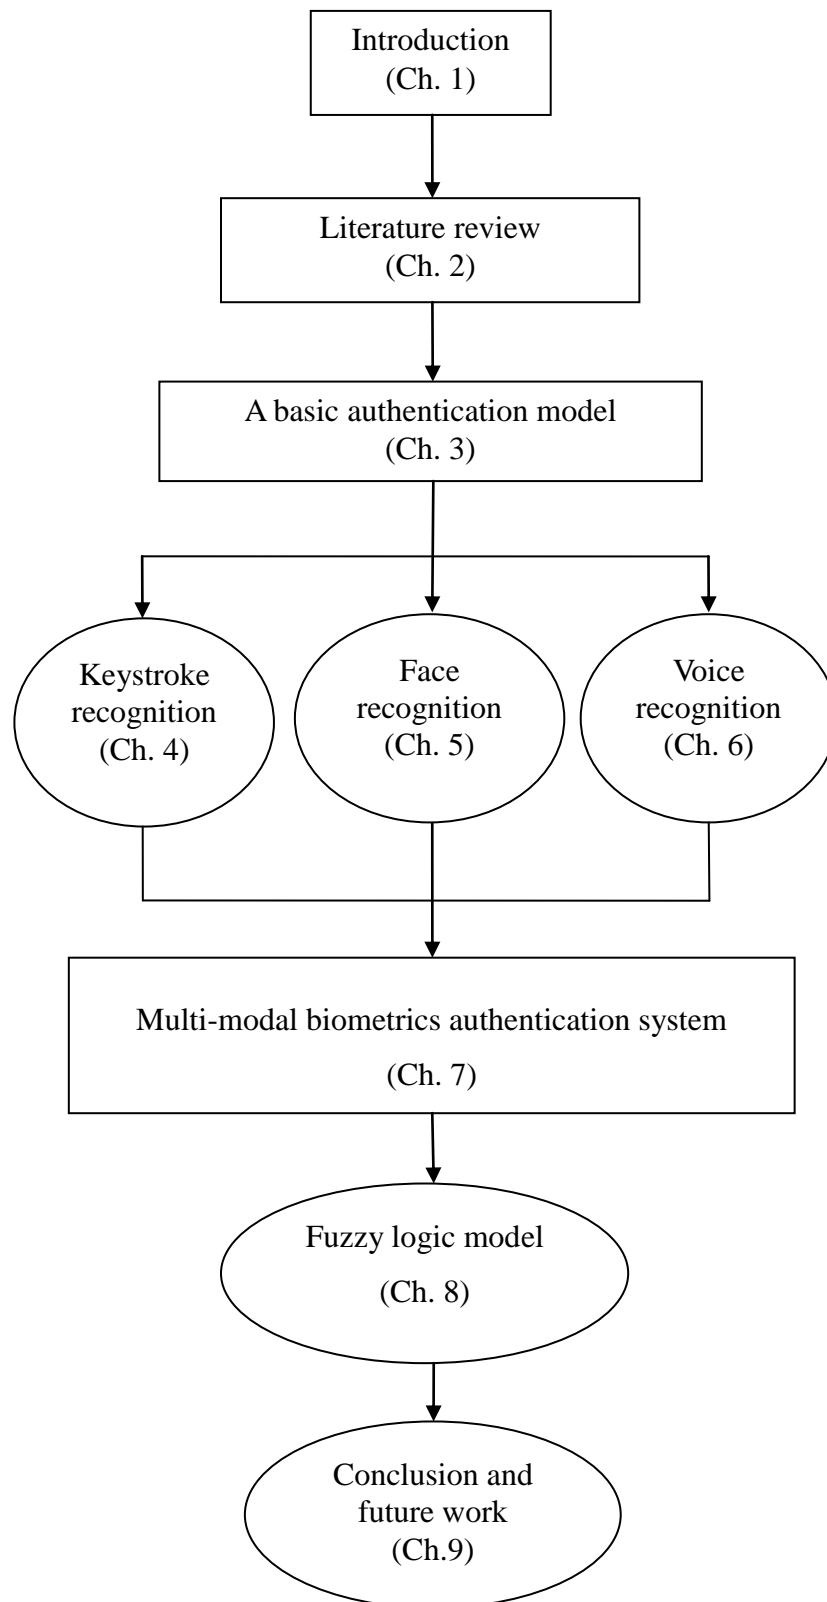 Introduction
(Ch. 1)
Literature review
(Ch. 2)
A basic authentication model
(Ch. 3)
Keystroke
recognition
(Ch. 4)
Face
recognition
(Ch. 5)
Voice
recognition
(Ch. 6)
Multi-modal biometrics authentication system
(Ch. 7)
Fuzzy logic model
(Ch. 8)
Conclusion and
future work
(Ch.9)